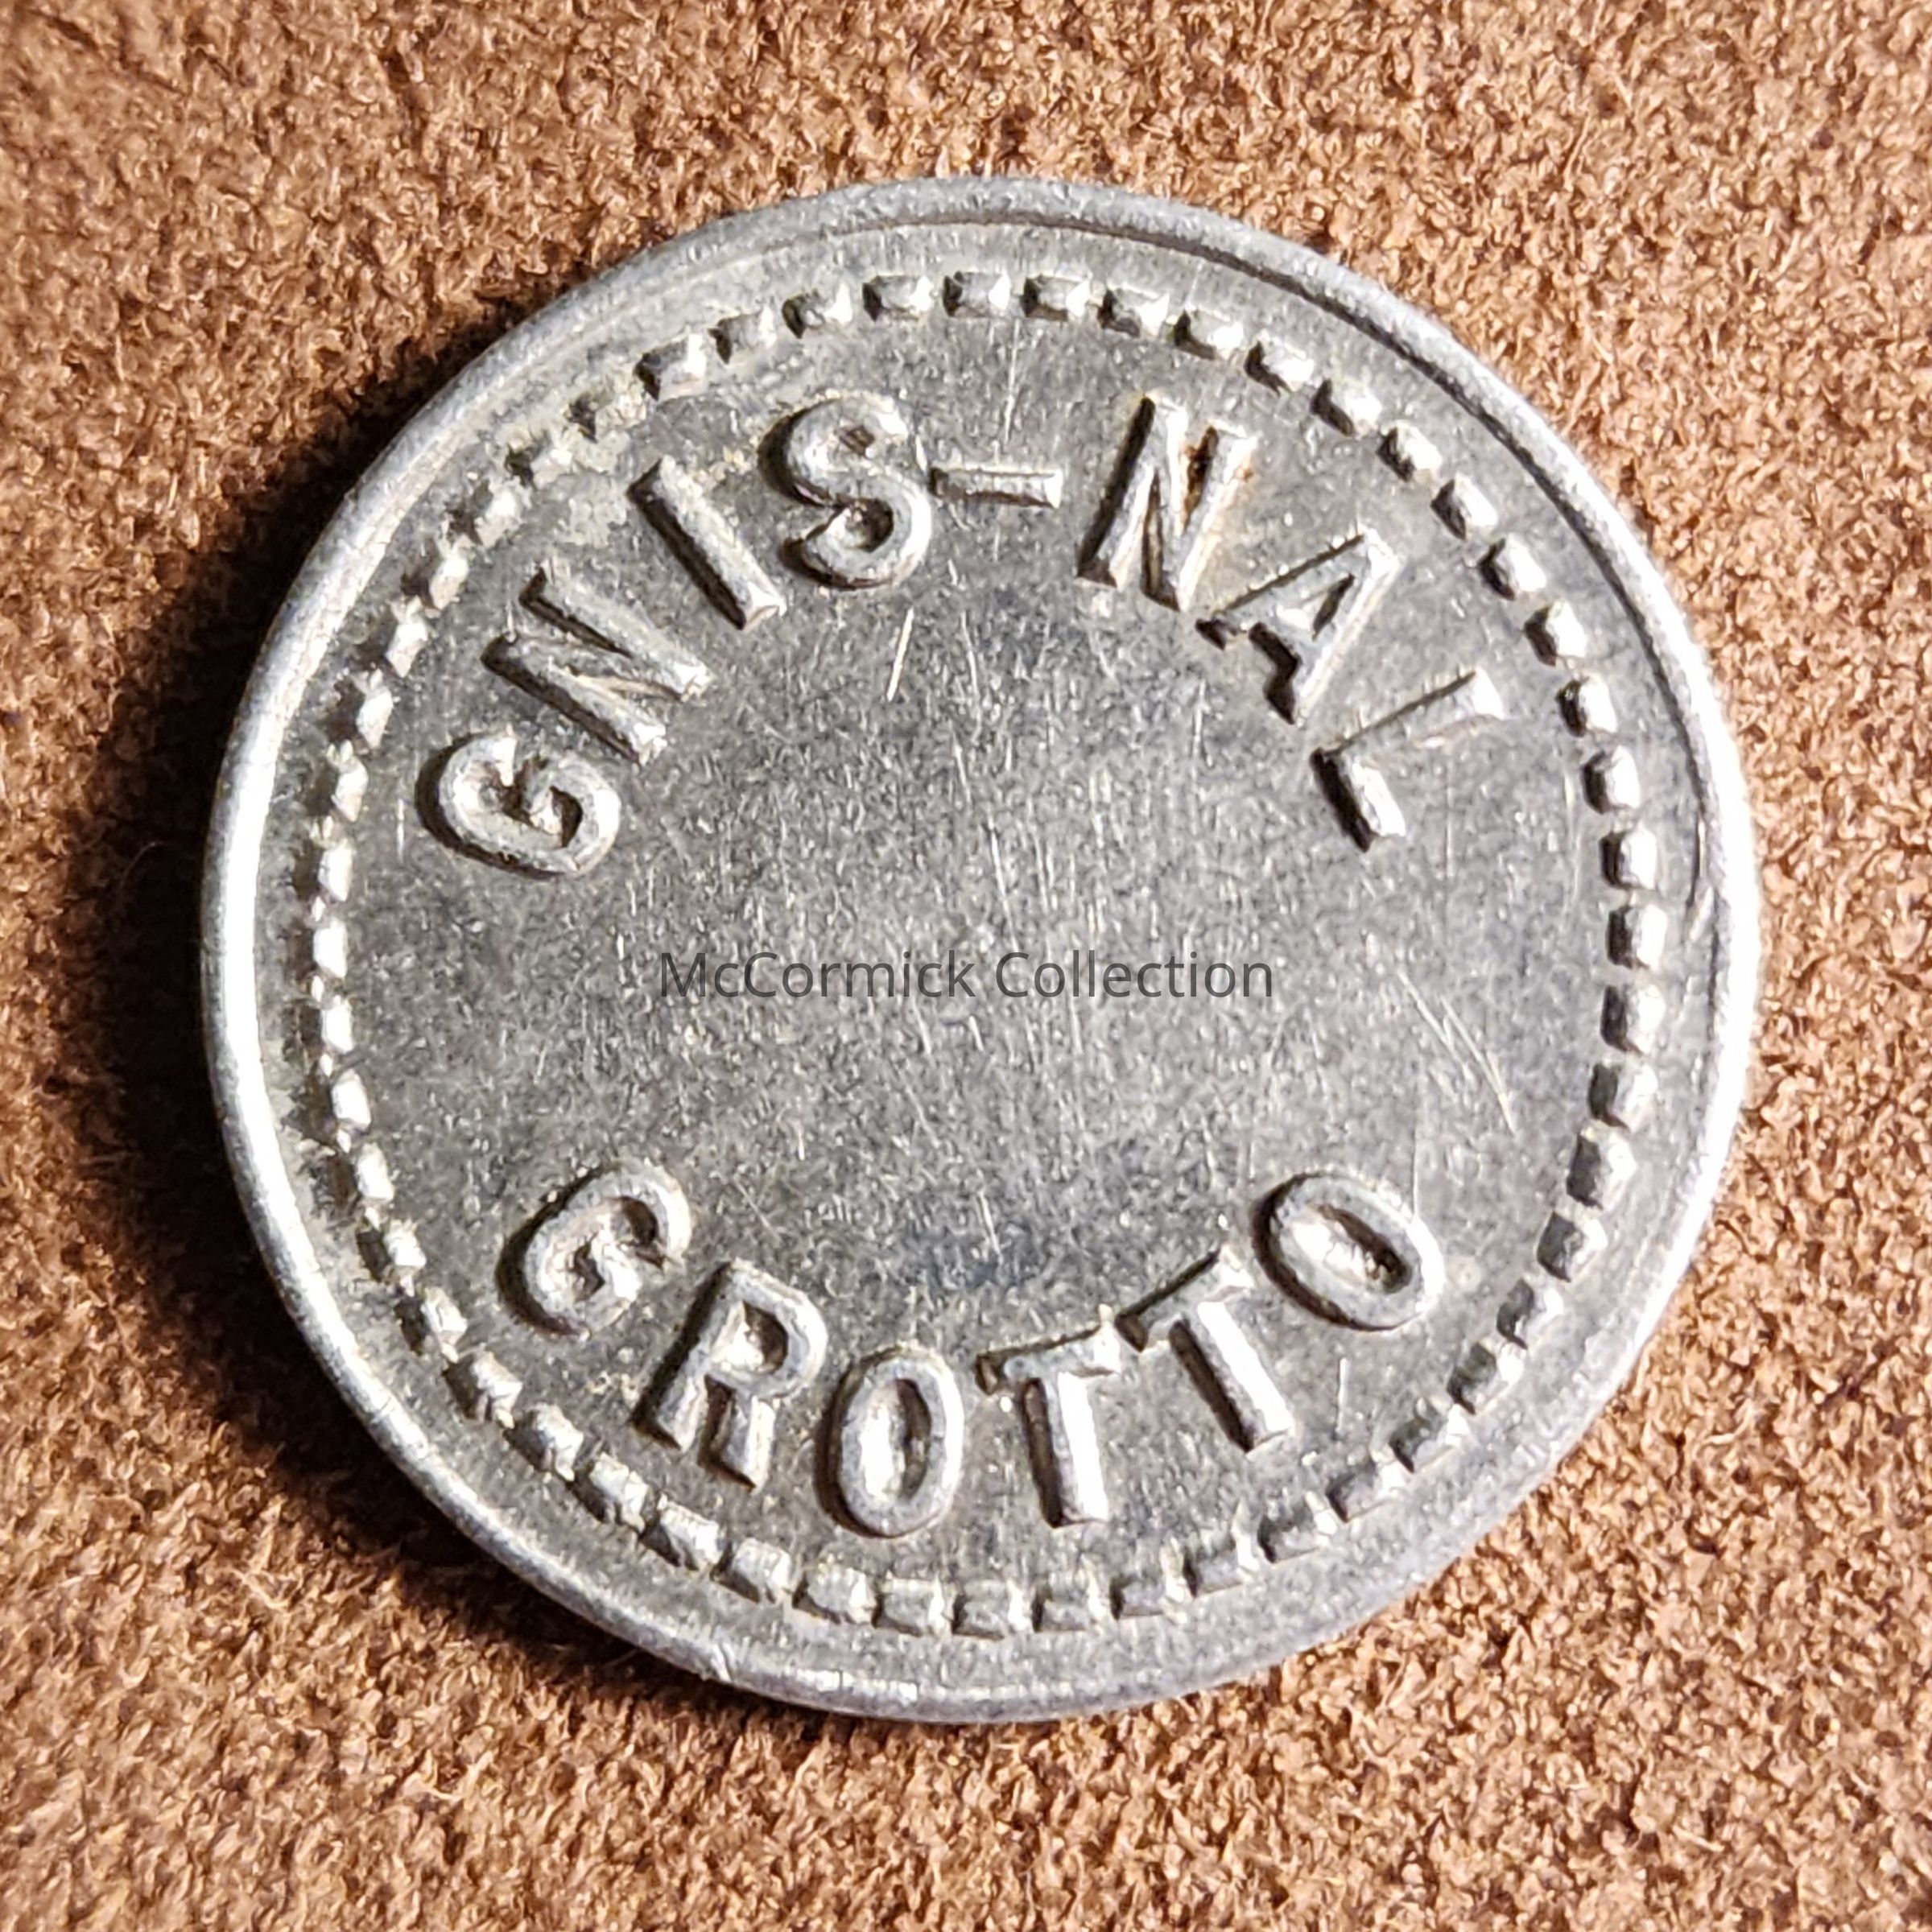 GNIS-NAL
McCormick Collection
GROTTO